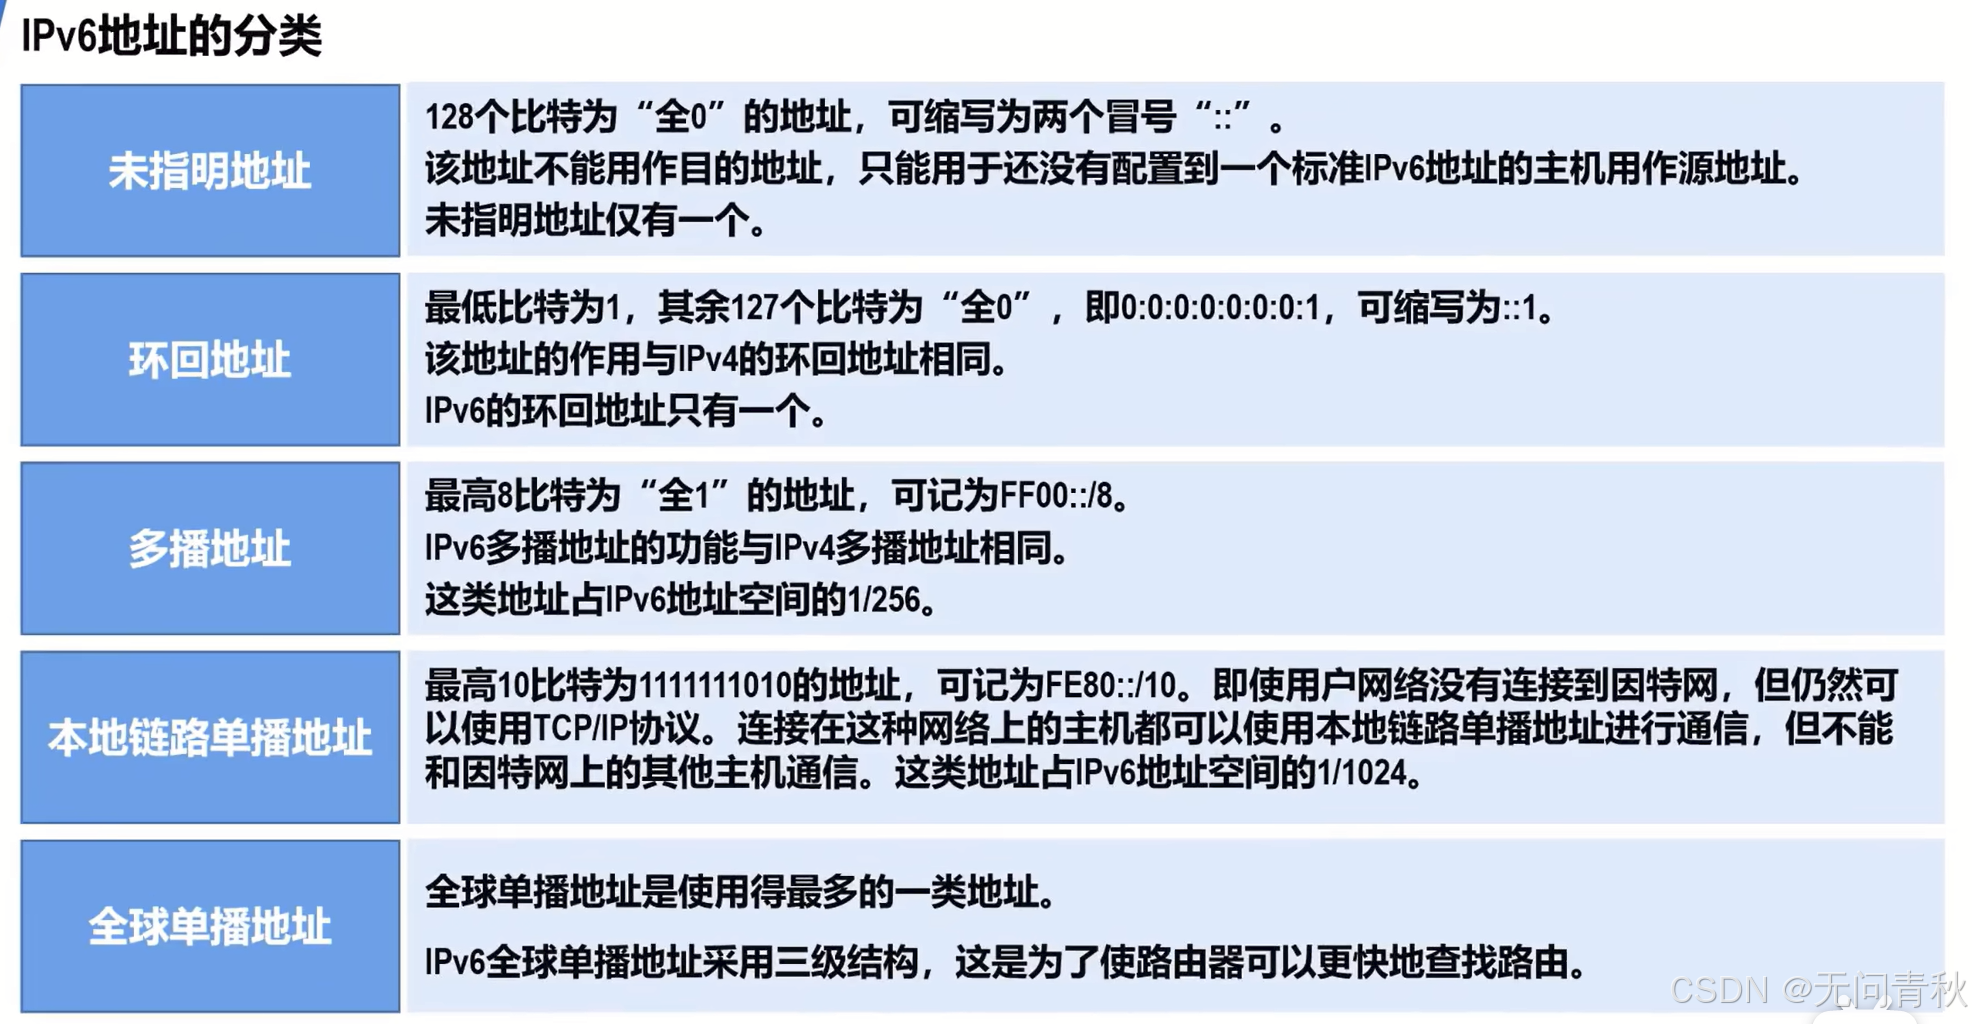 IPv6地址的分类
未指明地址
128个比特为“全0”的地址，可缩写为两个冒号“::”。
该地址不能用作目的地址，只能用于还没有配置到一个标准IPv6地址的主机用作源地址。
未指明地址仅有一个。
环回地址
最低比特为1，其余127个比特为“全0”，即0:0:0:0:0:0:0:1，可缩写为::1。
该地址的作用与IPv4的环回地址相同。
IPv6的环回地址只有一个。
多播地址
最高8比特为“全1”的地址，可记为FF00::/8。
IPv6多播地址的功能与IPv4多播地址相同。
这类地址占IPv6地址空间的1/256。
本地链路单播地址
最高10比特为1111111010的地址，可记为FE80::/10。即使用户网络没有连接到因特网，但仍然可
以使用TCP/IP协议。连接在这种网络上的主机都可以使用本地链路单播地址进行通信，但不能
和因特网上的其他主机通信。这类地址占IPv6地址空间的1/1024。
全球单播地址
全球单播地址是使用得最多的一类地址。
IPv6全球单播地址采用三级结构，这是为了使路由器可以更快地查找路由。
CSDN @无问青秋